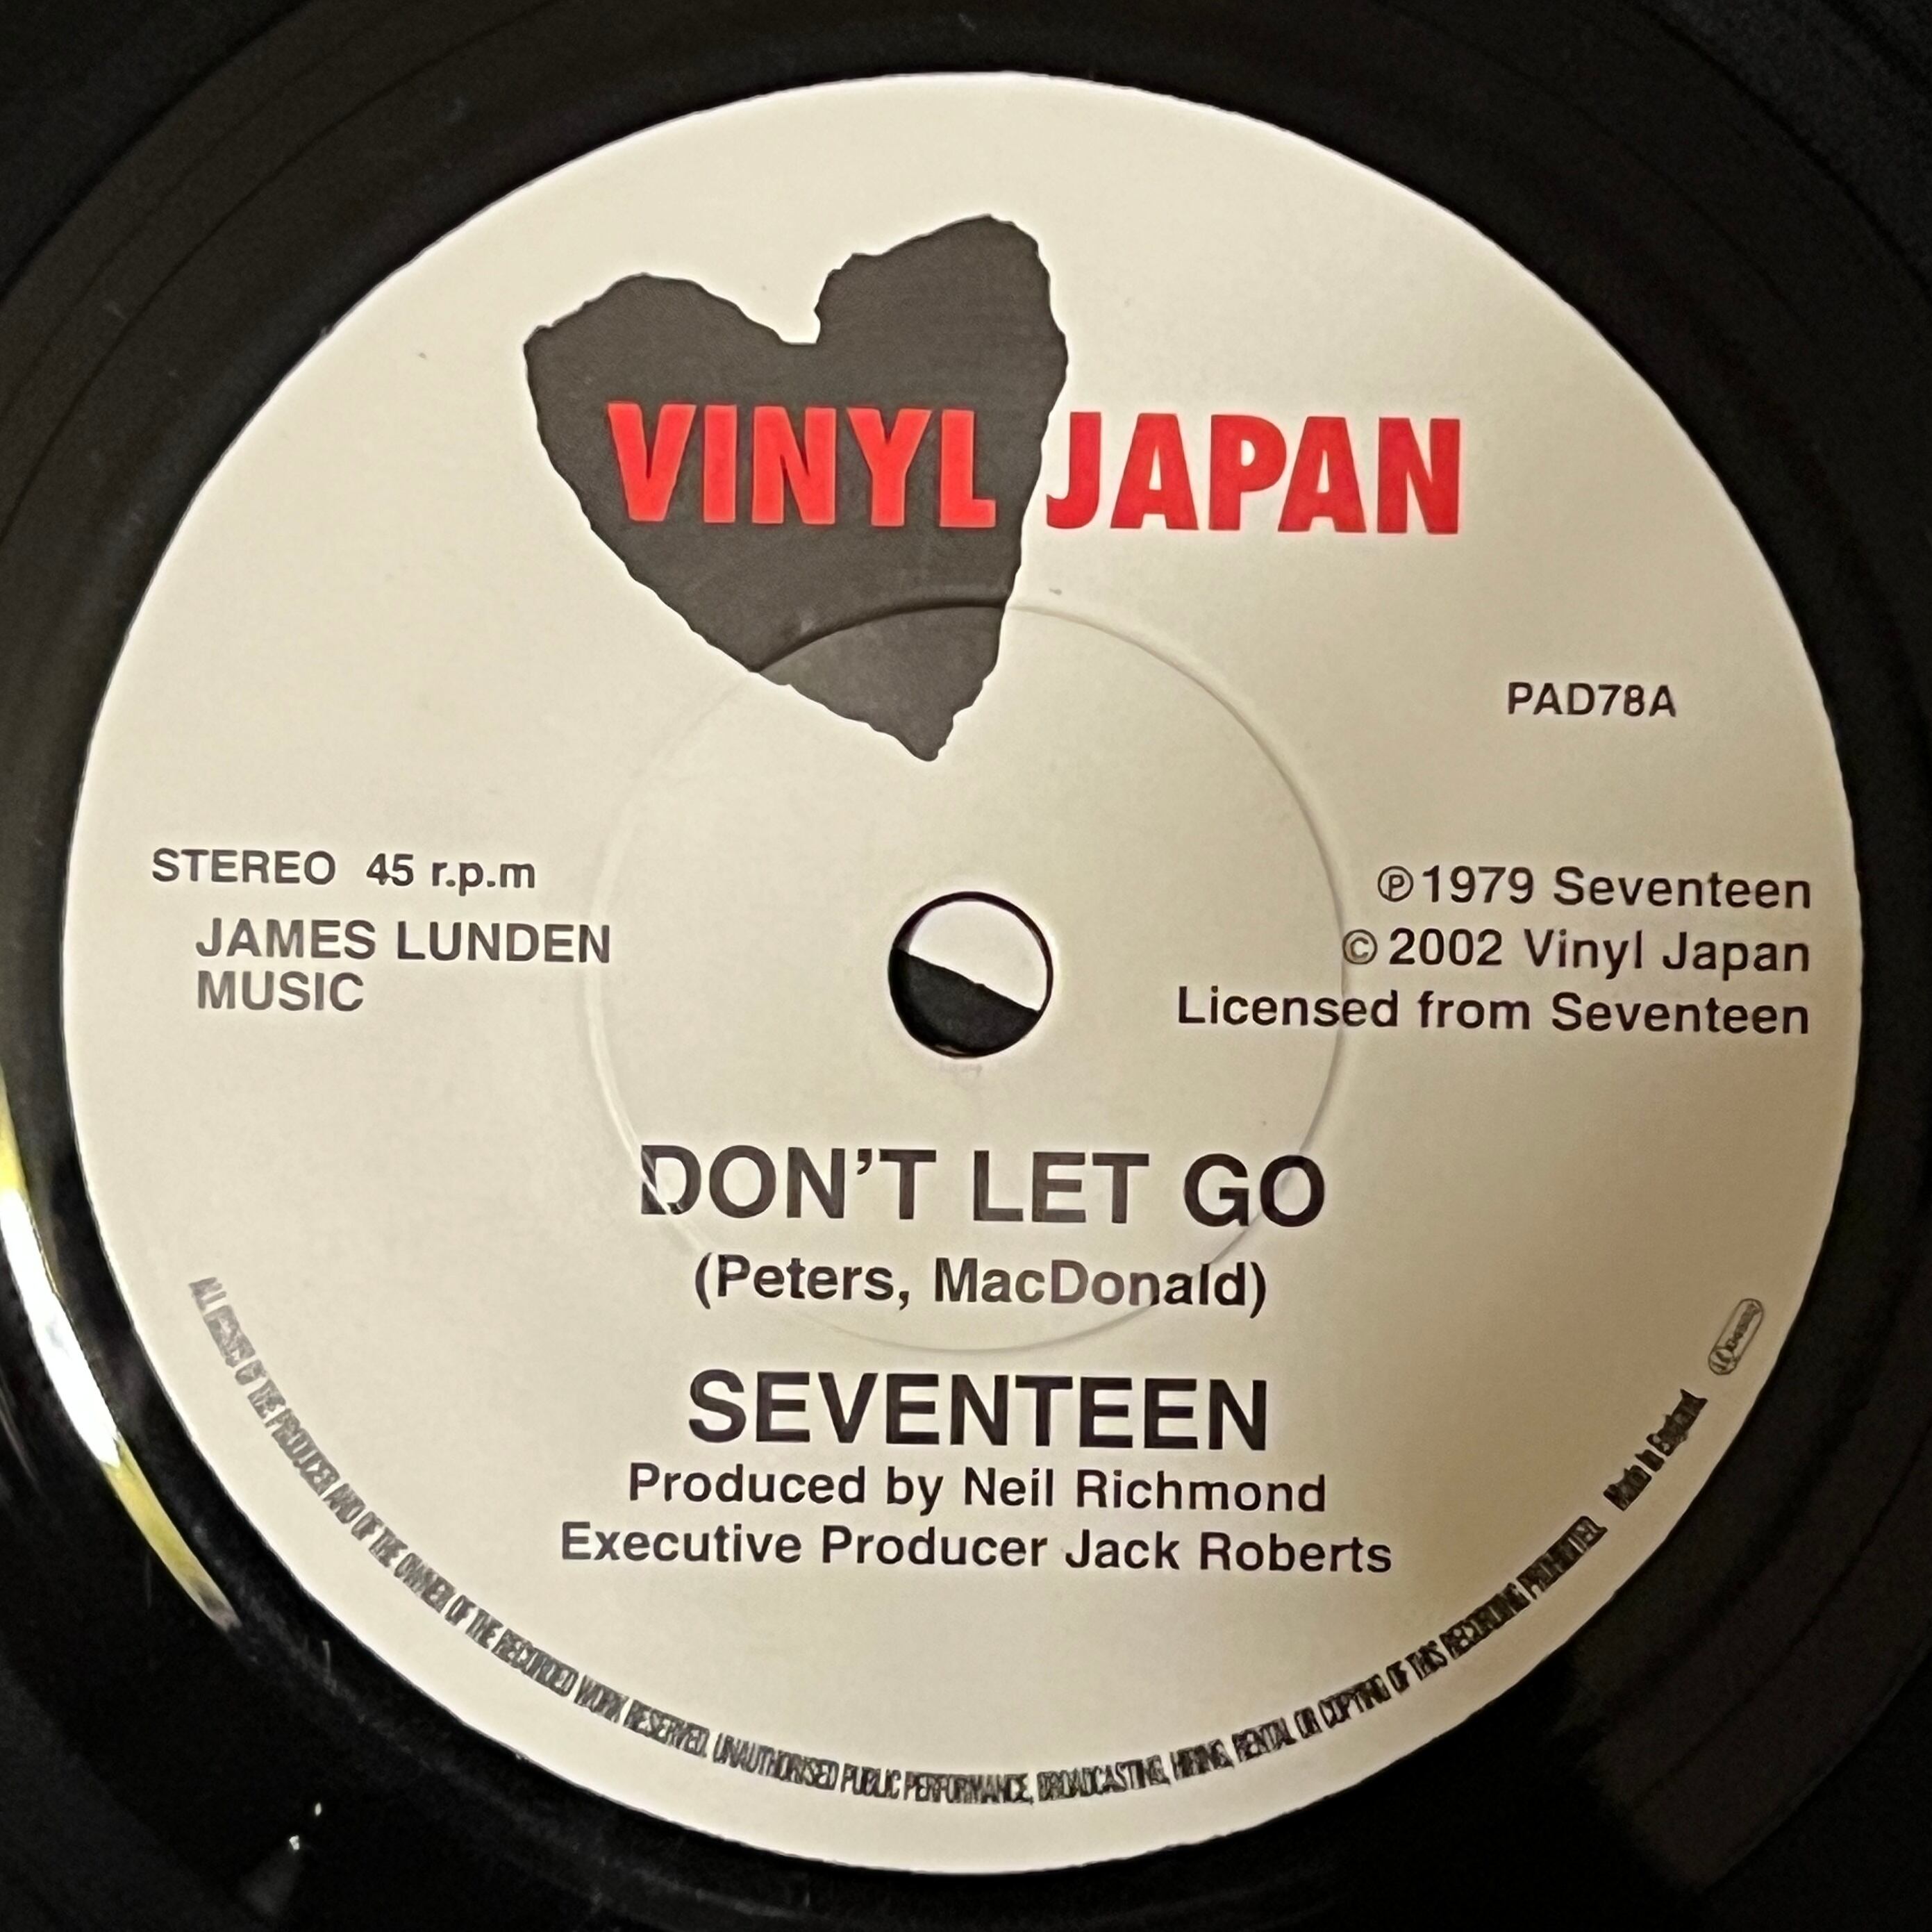 VINYL JAPAN
PAD78A
STEREO 45 r.p.m
JAMES LUNDEN
MUSIC
℗1979 Seventeen
©2002 Vinyl Japan
Licensed from Seventeen
DON'T LET GO
(Peters, MacDonald)
SEVENTEEN
Produced by Neil Richmond
Executive Producer Jack Roberts
ALL RIGHTS OF THE PRODUCER AND OF THE OWNER OF THE RECORDED WORK RESERVED. UNAUTHORISED PUBLIC PERFORMANCE, BROADCASTING, HIRING, RENTAL OR COPYING OF THIS RECORDING PROHIBITED. Made in England